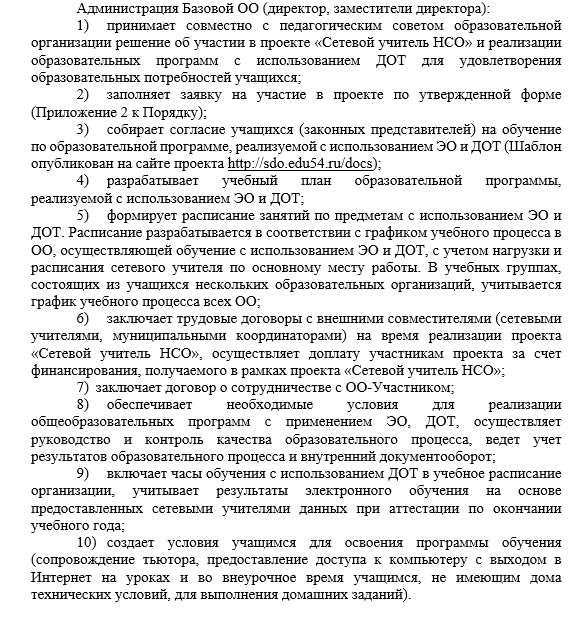 Администрация Базовой ОО (директор, заместители директора):
1) принимает совместно с педагогическим советом образовательной
организации решение об участии в проекте «Сетевой учитель НСО» и реализации
образовательных программ с использованием ДОТ для удовлетворения
образовательных потребностей учащихся;
2) заполняет заявку на участие в проекте по утвержденной форме
(Приложение 2 к Порядку);
3) собирает согласие учащихся (законных представителей) на обучение
по образовательной программе, реализуемой с использованием ЭО и ДОТ (Шаблон
опубликован на сайте проекта http://sdo.edu54.ru/docs);
4) разрабатывает учебный план образовательной программы,
реализуемой с использованием ЭО и ДОТ;
5) формирует расписание занятий по предметам с использованием ЭО и
ДОТ. Расписание разрабатывается в соответствии с графиком учебного процесса в
ОО, осуществляющей обучение с использованием ЭО и ДОТ, с учетом нагрузки и
расписания сетевого учителя по основному месту работы. В учебных группах,
состоящих из учащихся нескольких образовательных организаций, учитывается
график учебного процесса всех ОО;
6) заключает трудовые договоры с внешними совместителями (сетевыми
учителями, муниципальными координаторами) на время реализации проекта
«Сетевой учитель НСО», осуществляет доплату участникам проекта за счет
финансирования, получаемого в рамках проекта «Сетевой учитель НСО»;
7) заключает договор о сотрудничестве с ОО-Участником;
8) обеспечивает необходимые условия для реализации
общеобразовательных программ с применением ЭО, ДОТ, осуществляет
руководство и контроль качества образовательного процесса, ведет учет
результатов образовательного процесса и внутренний документооборот;
9) включает часы обучения с использованием ДОТ в учебное расписание
организации, учитывает результаты электронного обучения на основе
предоставленных сетевыми учителями данных при аттестации по окончании
учебного года;
10) создает условия учащимся для освоения программы обучения
(сопровождение тьютора, предоставление доступа к компьютеру с выходом в
Интернет на уроках и во внеурочное время учащимся, не имеющим дома
технических условий, для выполнения домашних заданий).